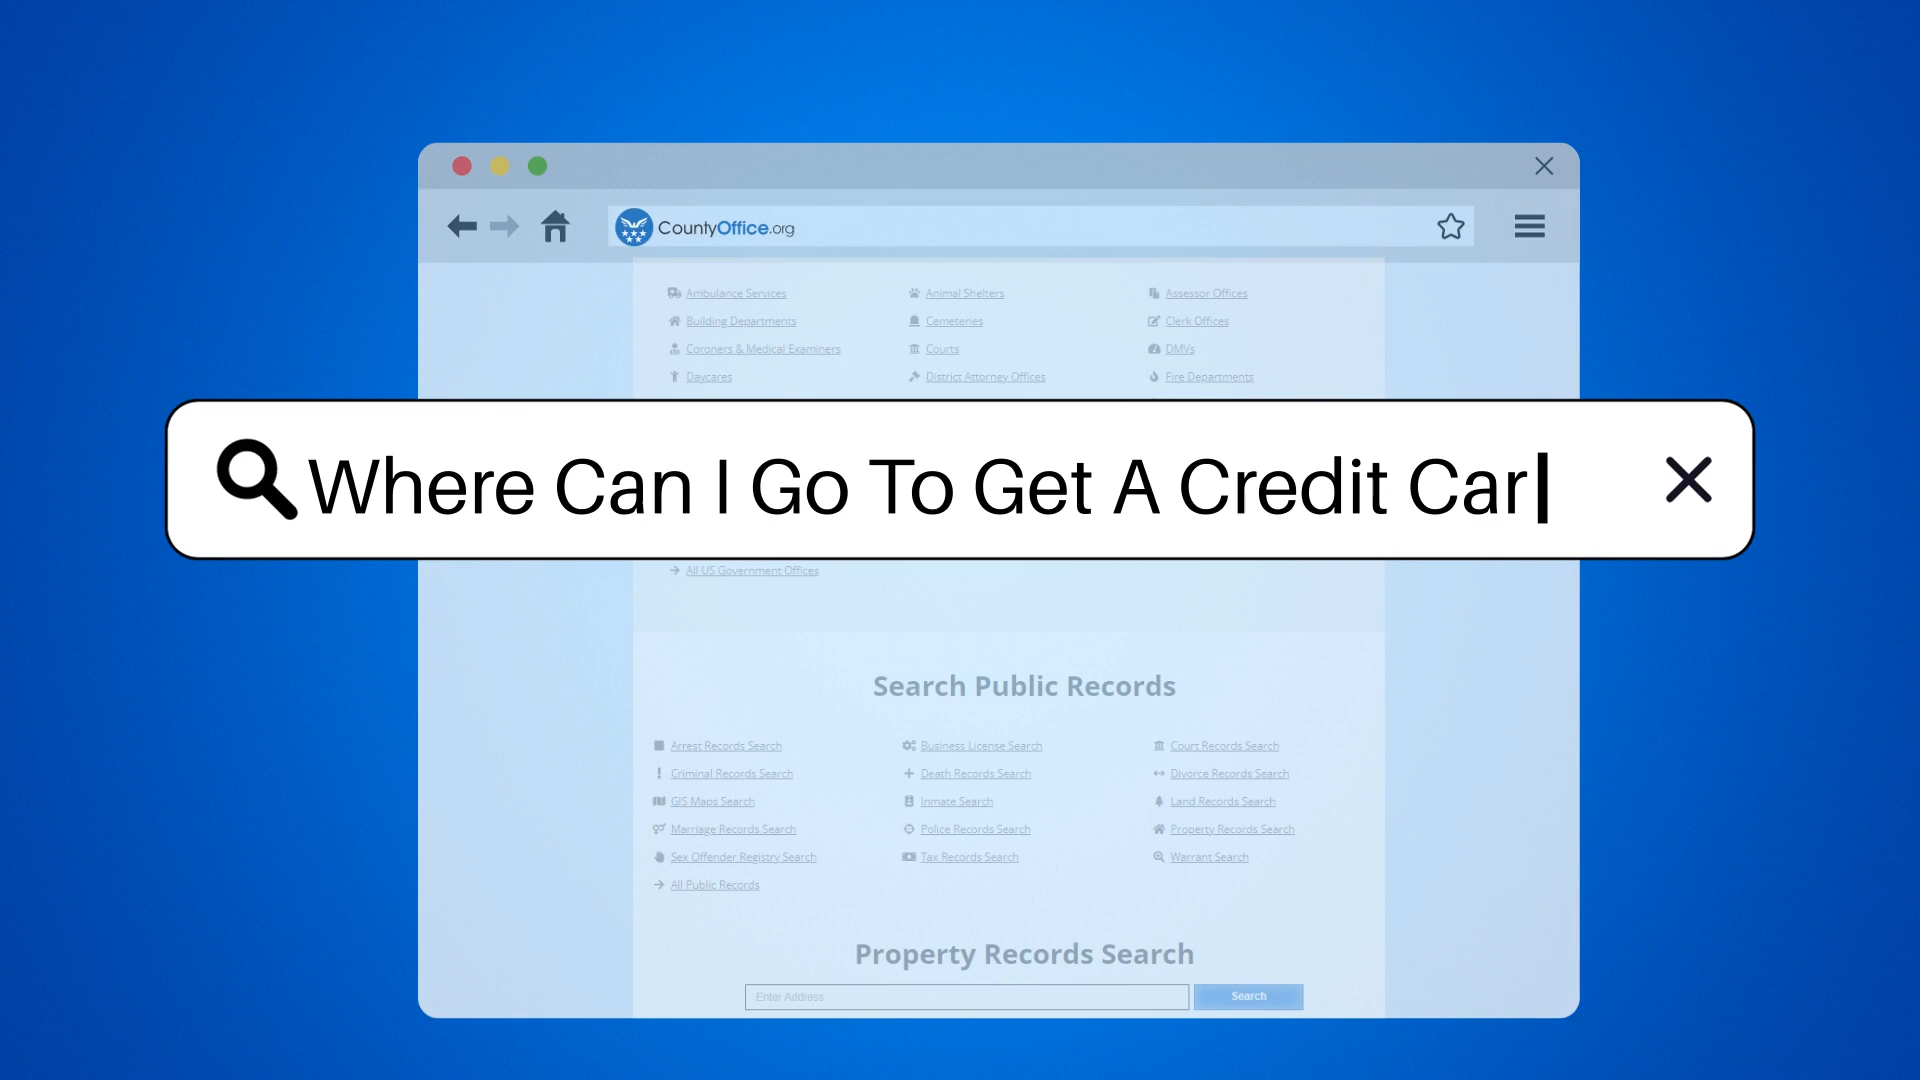 CountyOffice.org
Ambulance Services Animal Shelters Assessor Offices
Building Departments Cemeteries Clerk Offices
Coroners & Medical Examiners Courts DMVs
Daycares District Attorney Offices Fire Departments
Where Can I Go To Get A Credit Car
All US Government Offices
Search Public Records
Arrest Records Search Business License Search Court Records Search
Criminal Records Search Death Records Search Divorce Records Search
GIS Maps Search Inmate Search Land Records Search
Marriage Records Search Police Records Search Property Records Search
Sex Offender Registry Search Tax Records Search Warrant Search
All Public Records
Property Records Search
Enter Address Search